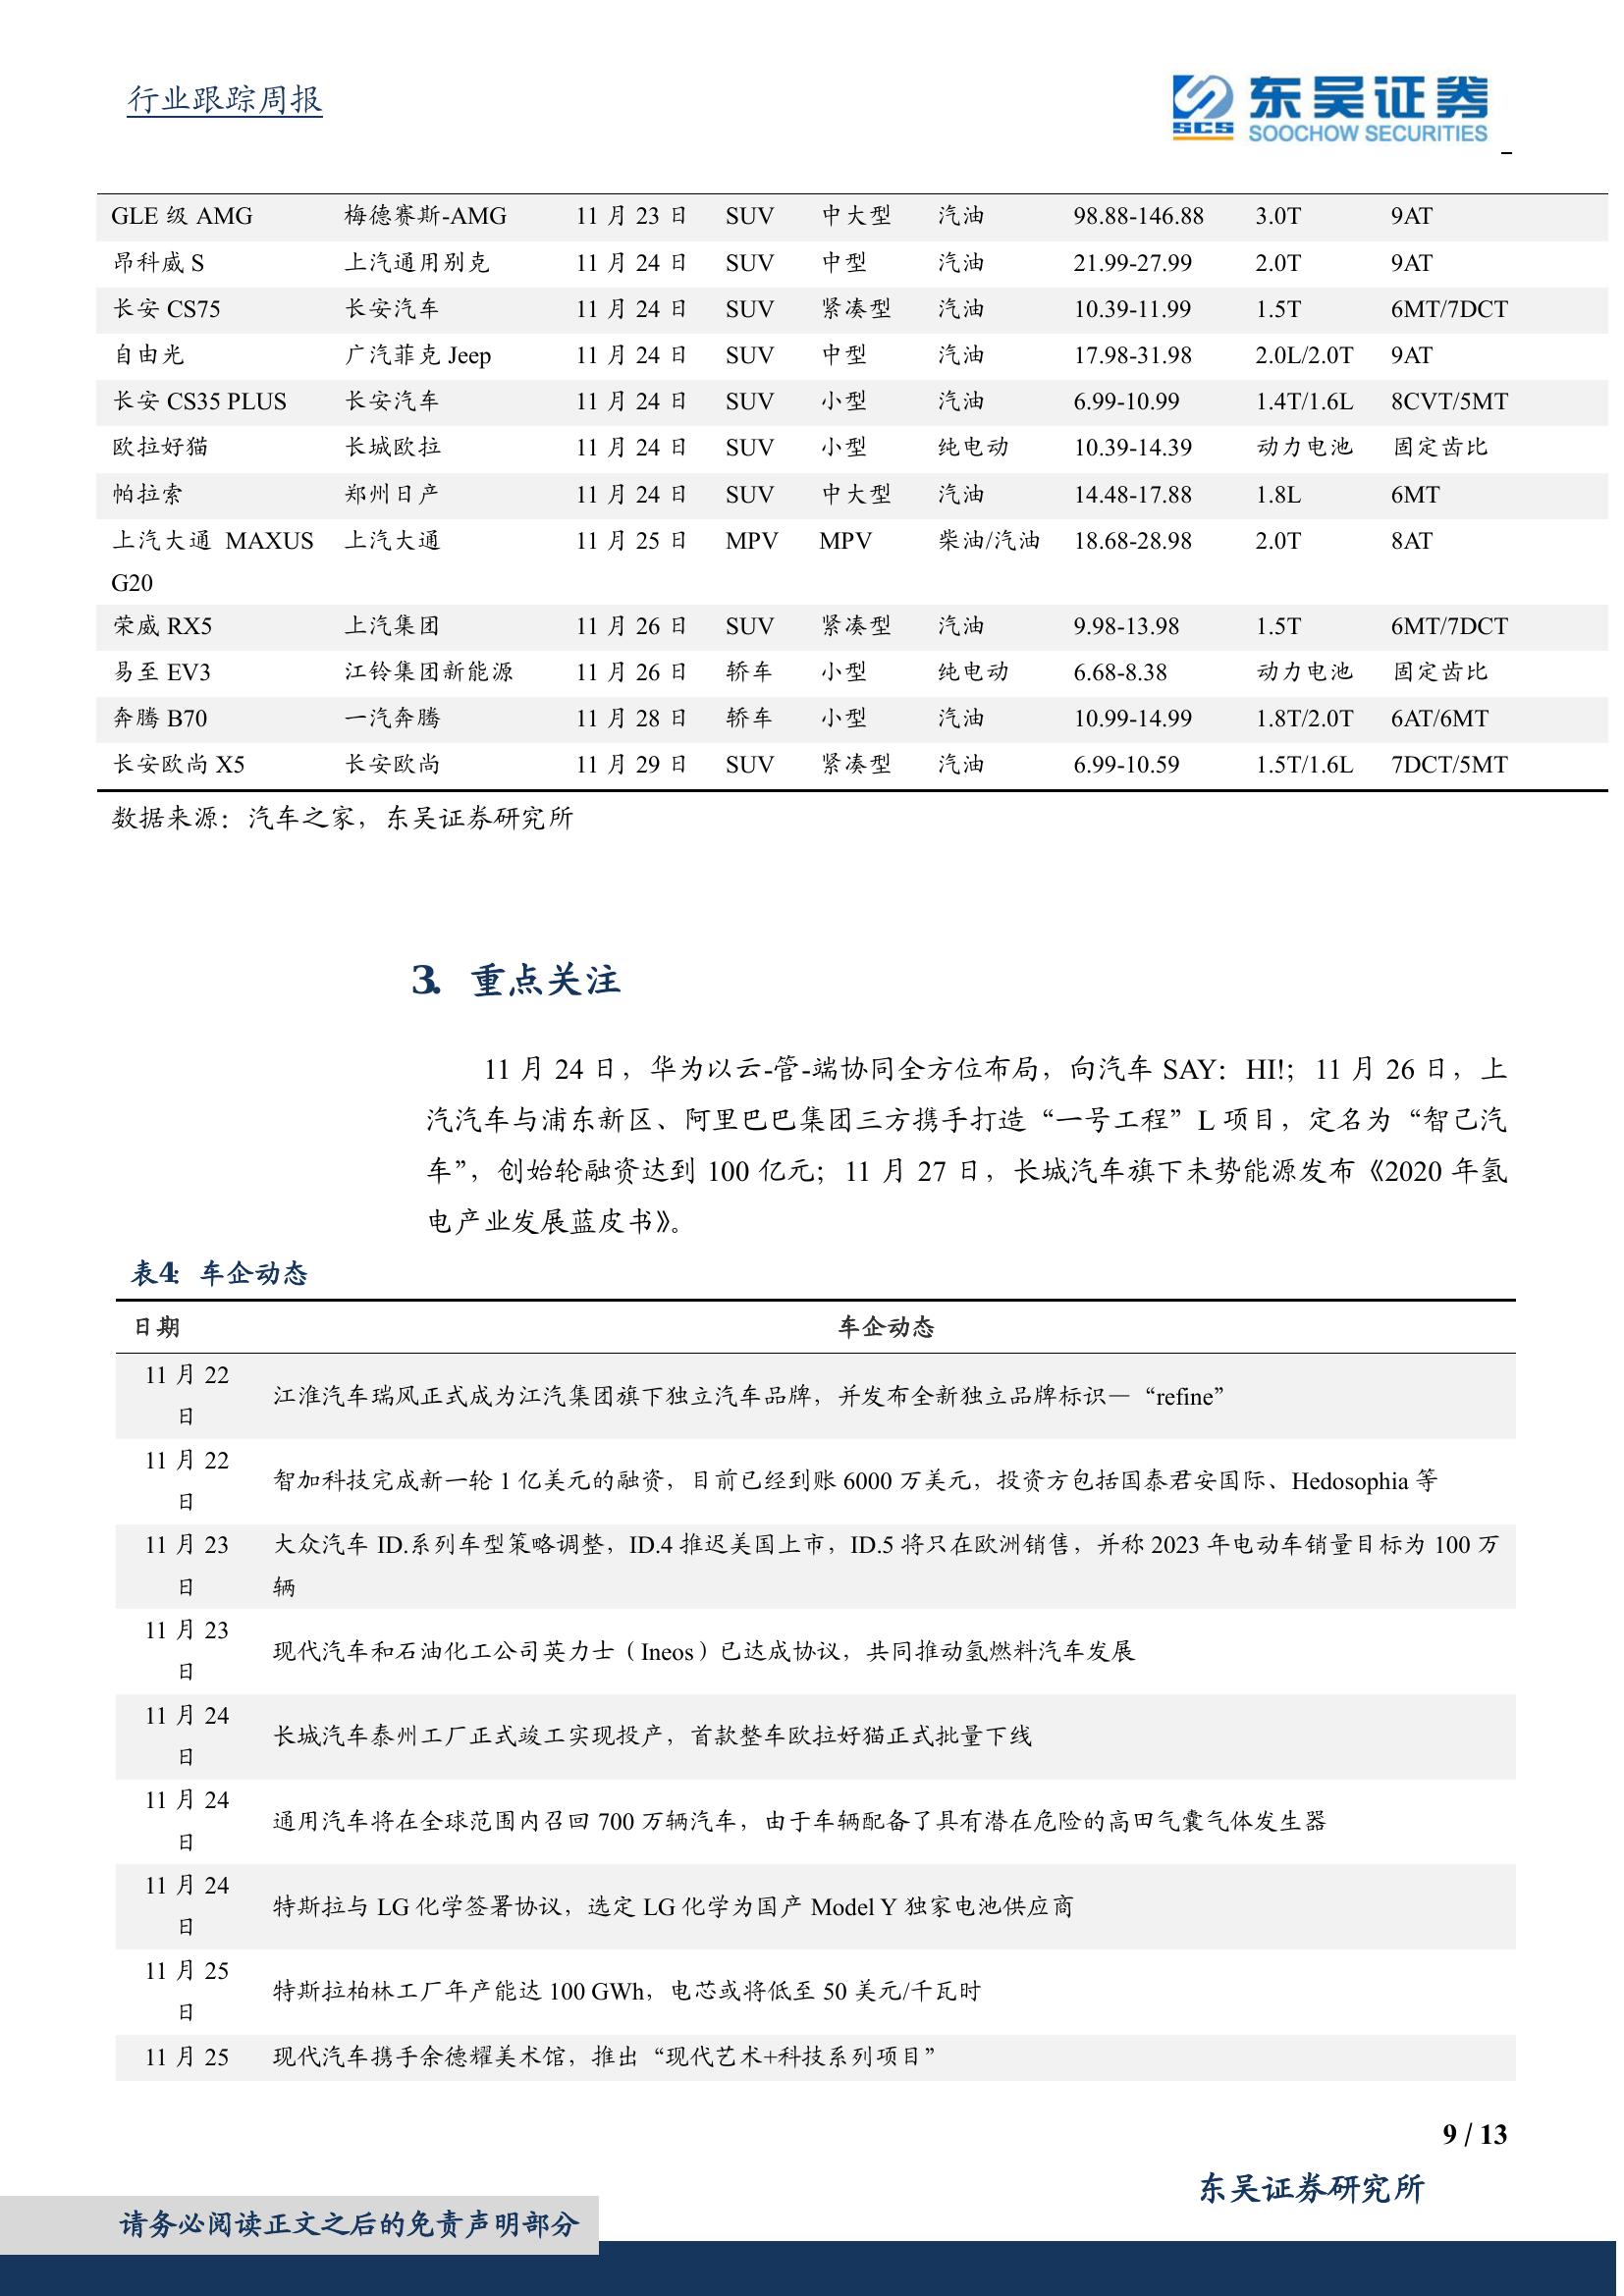 行业跟踪周报
东吴证券
SCS SOOCHOW SECURITIES
GLE 级 AMG 梅德赛斯-AMG 11 月 23 日 SUV 中大型 汽油 98.88-146.88 3.0T 9AT
昂科威 S 上汽通用别克 11 月 24 日 SUV 中型 汽油 21.99-27.99 2.0T 9AT
长安 CS75 长安汽车 11 月 24 日 SUV 紧凑型 汽油 10.39-11.99 1.5T 6MT/7DCT
自由光 广汽菲克 Jeep 11 月 24 日 SUV 中型 汽油 17.98-31.98 2.0L/2.0T 9AT
长安 CS35 PLUS 长安汽车 11 月 24 日 SUV 小型 汽油 6.99-10.99 1.4T/1.6L 8CVT/5MT
欧拉好猫 长城欧拉 11 月 24 日 SUV 小型 纯电动 10.39-14.39 动力电池 固定齿比
帕拉索 郑州日产 11 月 24 日 SUV 中大型 汽油 14.48-17.88 1.8L 6MT
上汽大通 MAXUS 上汽大通 11 月 25 日 MPV MPV 柴油/汽油 18.68-28.98 2.0T 8AT
G20
荣威 RX5 上汽集团 11 月 26 日 SUV 紧凑型 汽油 9.98-13.98 1.5T 6MT/7DCT
易至 EV3 江铃集团新能源 11 月 26 日 轿车 小型 纯电动 6.68-8.38 动力电池 固定齿比
奔腾 B70 一汽奔腾 11 月 28 日 轿车 小型 汽油 10.99-14.99 1.8T/2.0T 6AT/6MT
长安欧尚 X5 长安欧尚 11 月 29 日 SUV 紧凑型 汽油 6.99-10.59 1.5T/1.6L 7DCT/5MT
数据来源：汽车之家，东吴证券研究所
3. 重点关注
11 月 24 日，华为以云-管-端协同全方位布局，向汽车 SAY：HI!；11 月 26 日，上
汽汽车与浦东新区、阿里巴巴集团三方携手打造“一号工程”L 项目，定名为“智己汽
车”，创始轮融资达到 100 亿元；11 月 27 日，长城汽车旗下未势能源发布《2020 年氢
电产业发展蓝皮书》。
表4：车企动态
日期 车企动态
11 月 22
日
江淮汽车瑞风正式成为江汽集团旗下独立汽车品牌，并发布全新独立品牌标识—“refine”
11 月 22
日
智加科技完成新一轮 1 亿美元的融资，目前已经到账 6000 万美元，投资方包括国泰君安国际、Hedosophia 等
11 月 23 大众汽车 ID.系列车型策略调整，ID.4 推迟美国上市，ID.5 将只在欧洲销售，并称 2023 年电动车销量目标为 100 万
日 辆
11 月 23
日
现代汽车和石油化工公司英力士（Ineos）已达成协议，共同推动氢燃料汽车发展
11 月 24
日
长城汽车泰州工厂正式竣工实现投产，首款整车欧拉好猫正式批量下线
11 月 24
日
通用汽车将在全球范围内召回 700 万辆汽车，由于车辆配备了具有潜在危险的高田气囊气体发生器
11 月 24
日
特斯拉与 LG 化学签署协议，选定 LG 化学为国产 Model Y 独家电池供应商
11 月 25
日
特斯拉柏林工厂年产能达 100 GWh，电芯或将低至 50 美元/千瓦时
11 月 25 现代汽车携手余德耀美术馆，推出“现代艺术+科技系列项目”
9 / 13
东吴证券研究所
请务必阅读正文之后的免责声明部分